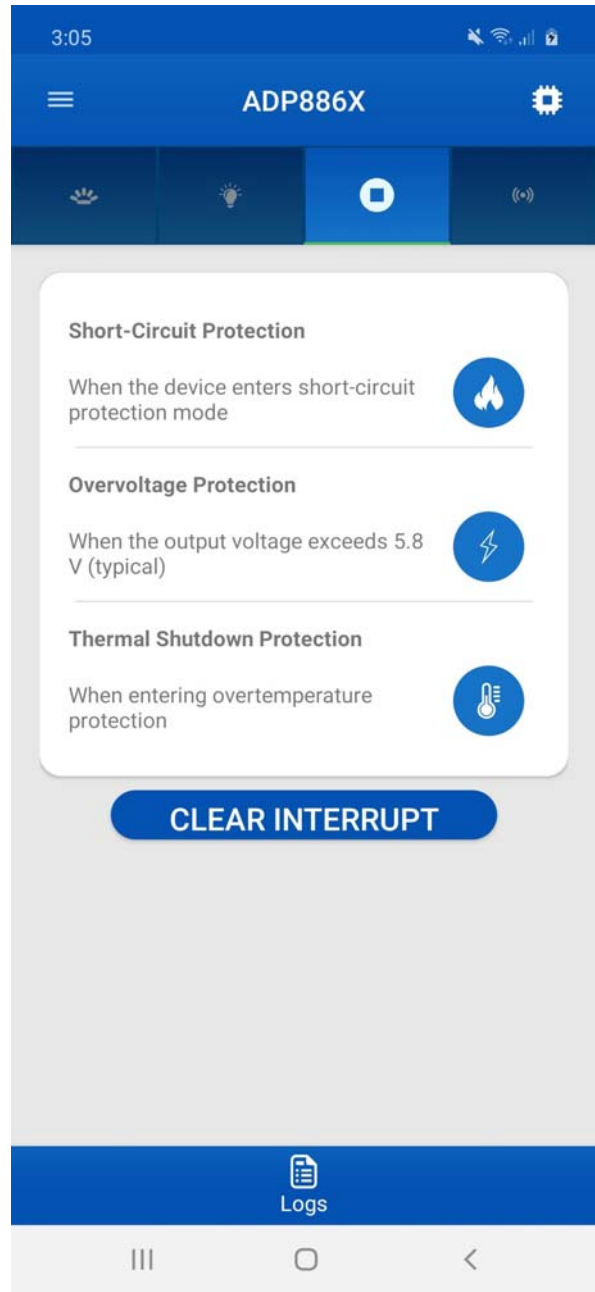 3:05
ADP886X
Short-Circuit Protection
When the device enters short-circuit
protection mode
Overvoltage Protection
When the output voltage exceeds 5.8
V (typical)
Thermal Shutdown Protection
When entering overtemperature
protection
CLEAR INTERRUPT
Logs